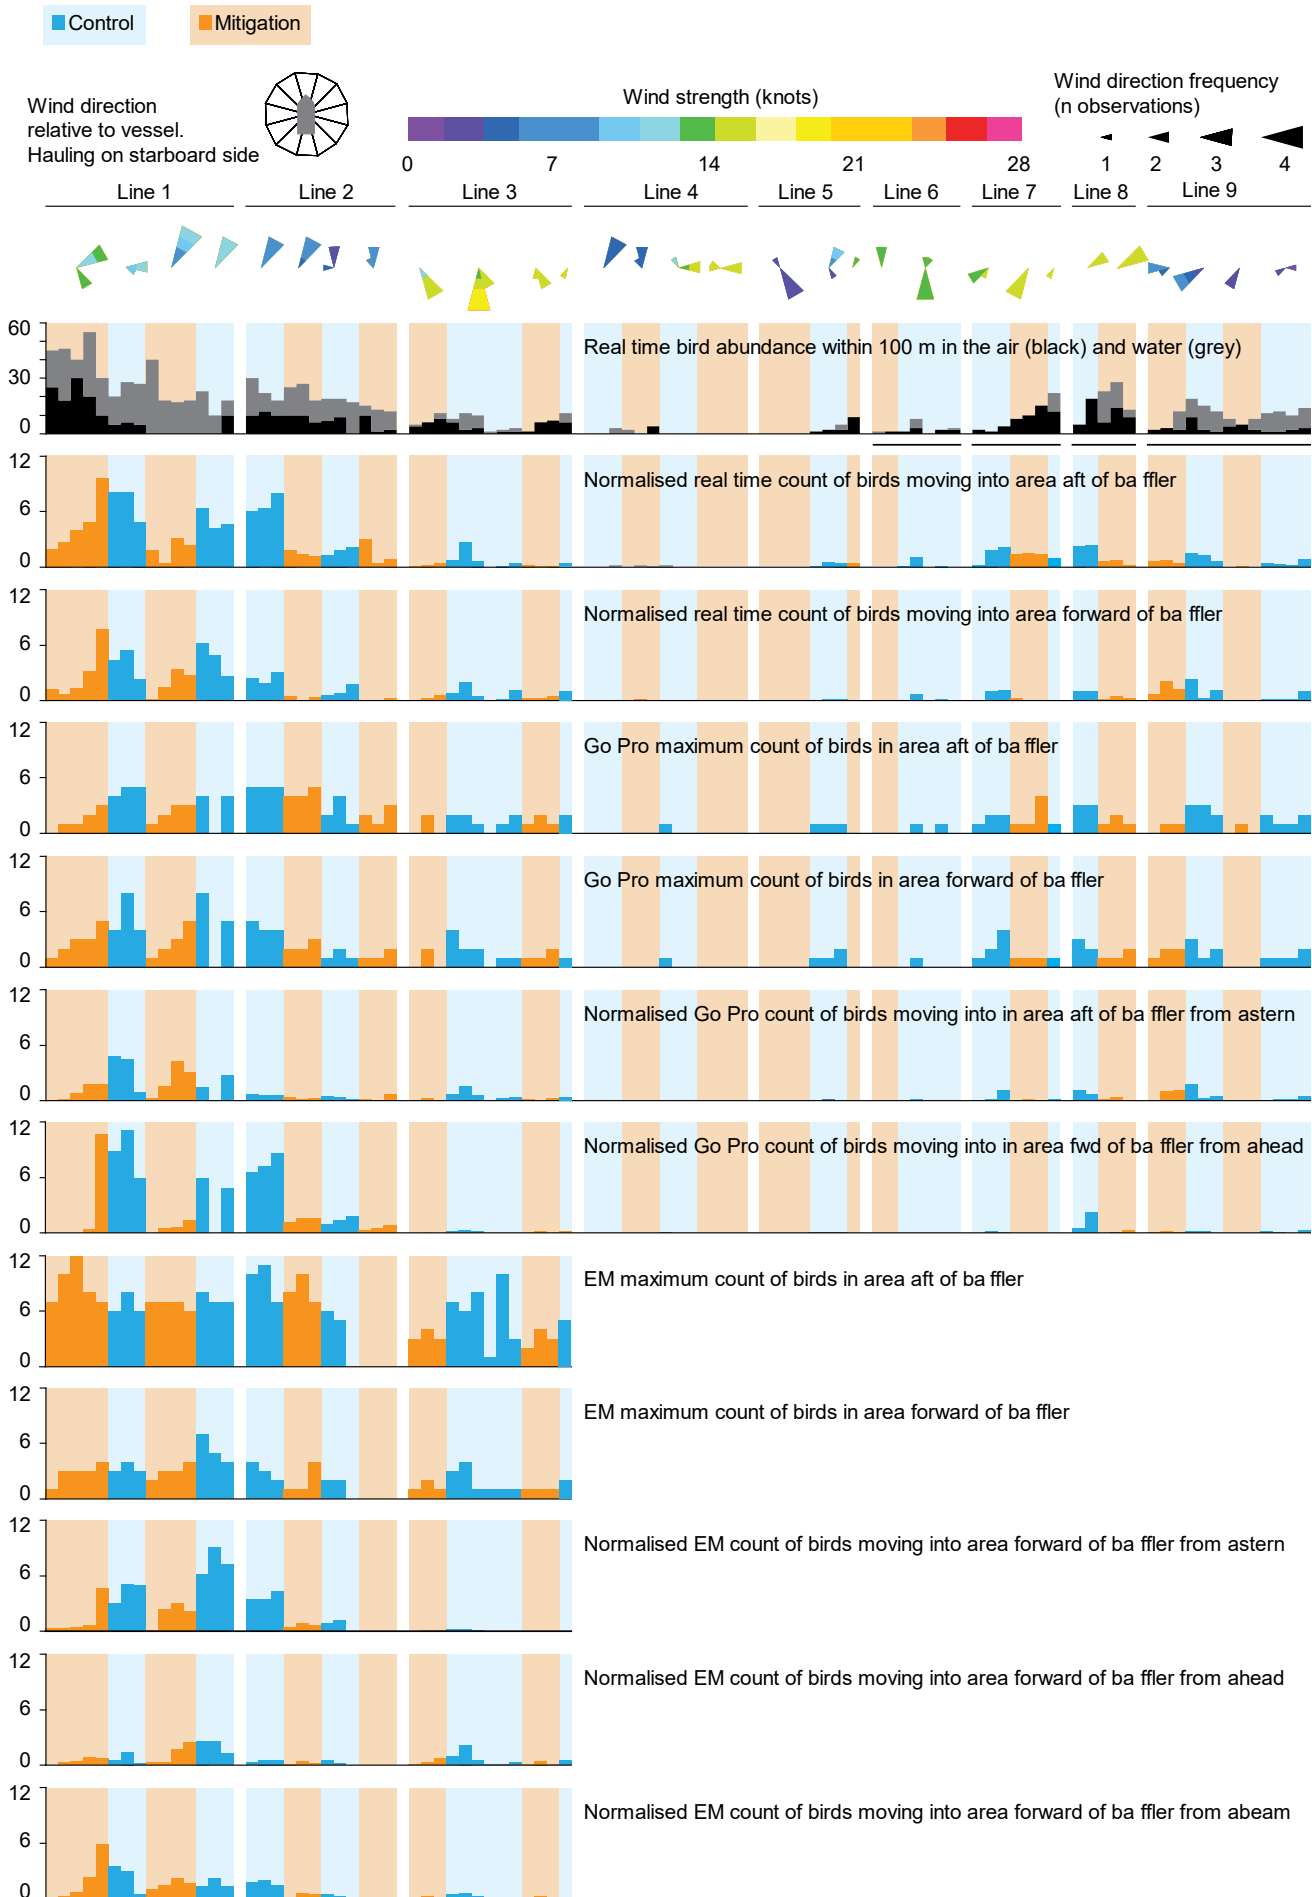 Control
Mitigation
Wind direction
relative to vessel.
Hauling on starboard side
Wind strength (knots)
0 7 14 21 28
Wind direction frequency
(n observations)
1 2 3 4
Line 1 Line 2 Line 3 Line 4 Line 5 Line 6 Line 7 Line 8 Line 9
60
30
0
Real time bird abundance within 100 m in the air (black) and water (grey)
12
6
0
Normalised real time count of birds moving into area aft of ba ffler
12
6
0
Normalised real time count of birds moving into area forward of ba ffler
12
6
0
Go Pro maximum count of birds in area aft of ba ffler
12
6
0
Go Pro maximum count of birds in area forward of ba ffler
12
6
0
Normalised Go Pro count of birds moving into in area aft of ba ffler from astern
12
6
0
Normalised Go Pro count of birds moving into in area fwd of ba ffler from ahead
12
6
0
EM maximum count of birds in area aft of ba ffler
12
6
0
EM maximum count of birds in area forward of ba ffler
12
6
0
Normalised EM count of birds moving into area forward of ba ffler from astern
12
6
0
Normalised EM count of birds moving into area forward of ba ffler from ahead
12
6
0
Normalised EM count of birds moving into area forward of ba ffler from abeam